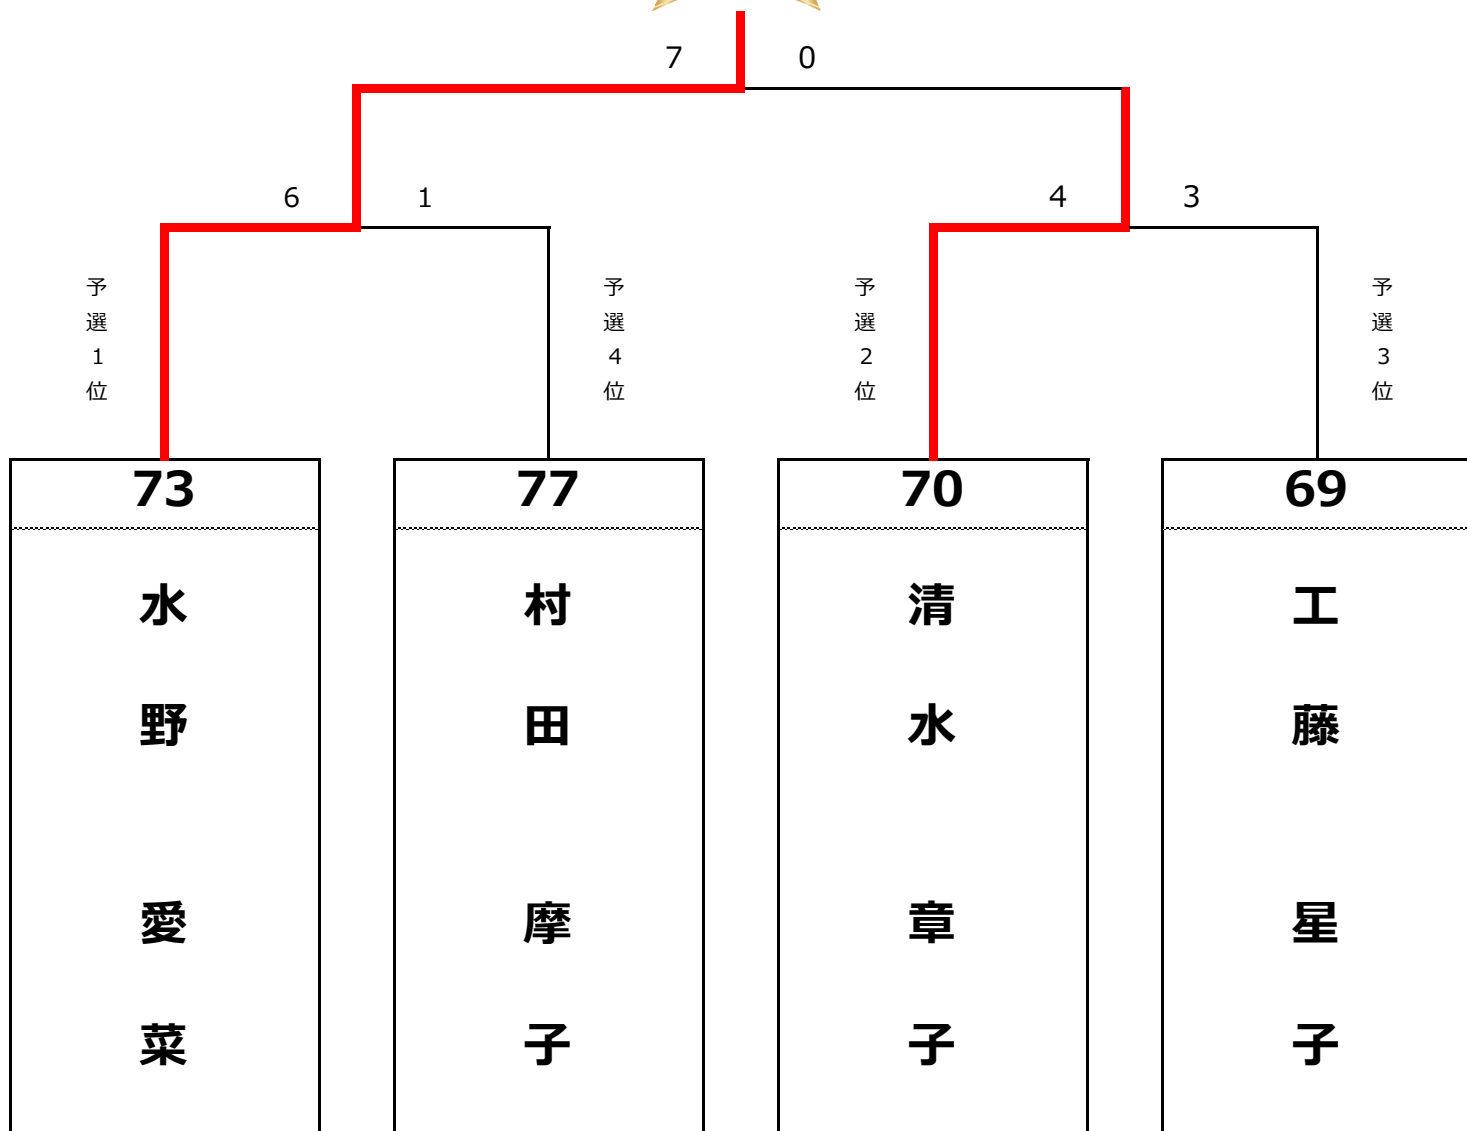 7 0
6 1
4 3
予選1位
予選4位
予選2位
予選3位
73
水野 愛菜
77
村田 摩子
70
清水 章子
69
工藤 星子